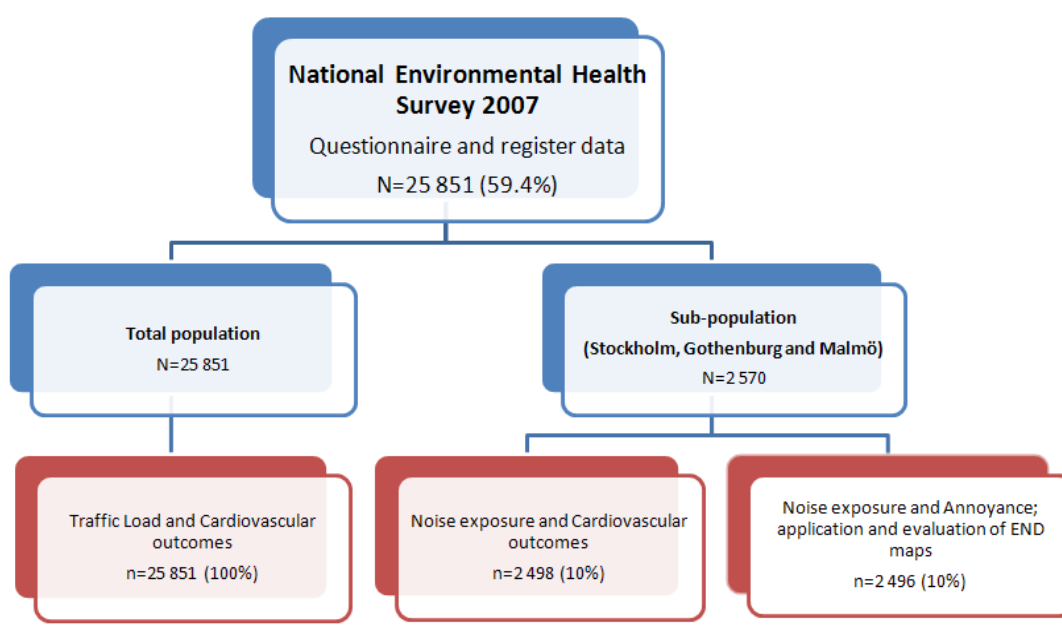 National Environmental Health
Survey 2007
Questionnaire and register data
N=25 851 (59.4%)
Total population
N=25 851
Sub-population
(Stockholm, Gothenburg and Malmö)
N=2 570
Traffic Load and Cardiovascular
outcomes
n=25 851 (100%)
Noise exposure and Cardiovascular
outcomes
n=2 498 (10%)
Noise exposure and Annoyance;
application and evaluation of END
maps
n=2 496 (10%)